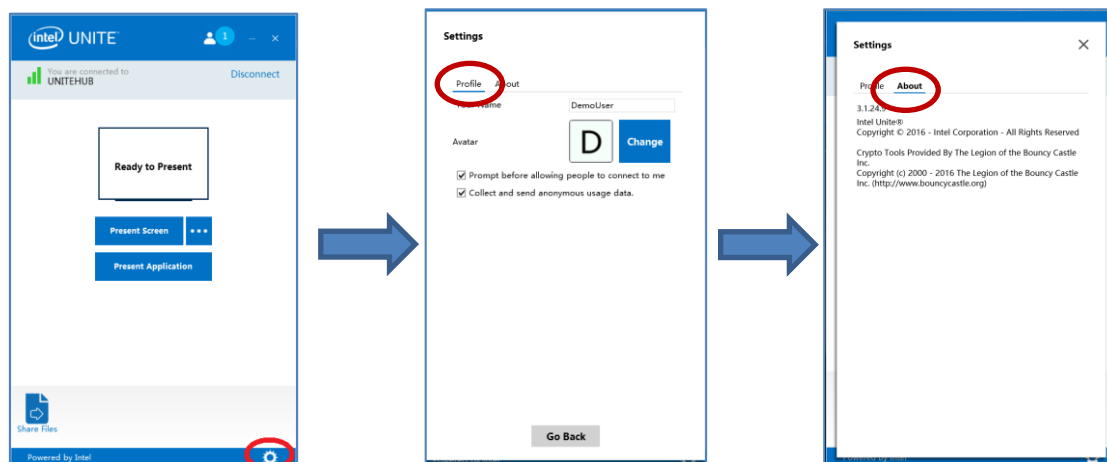 intel UNITE
1
You are connected to
UNITEHUB
Disconnect
Ready to Present
Present Screen
Present Application
Share Files
Powered by Intel
Settings
Profile About
Your Name
DemoUser
Avatar
D
Change
Prompt before allowing people to connect to me
Collect and send anonymous usage data.
Go Back
Settings
Profile About
Intel Unite®
Copyright © 2016 - Intel Corporation - All Rights Reserved
Crypto Tools Provided By The Legion of the Bouncy Castle
Inc.
Copyright (c) 2000 - 2016 The Legion of the Bouncy Castle
Inc. (http://www.bouncycastle.org)
Powered by Intel